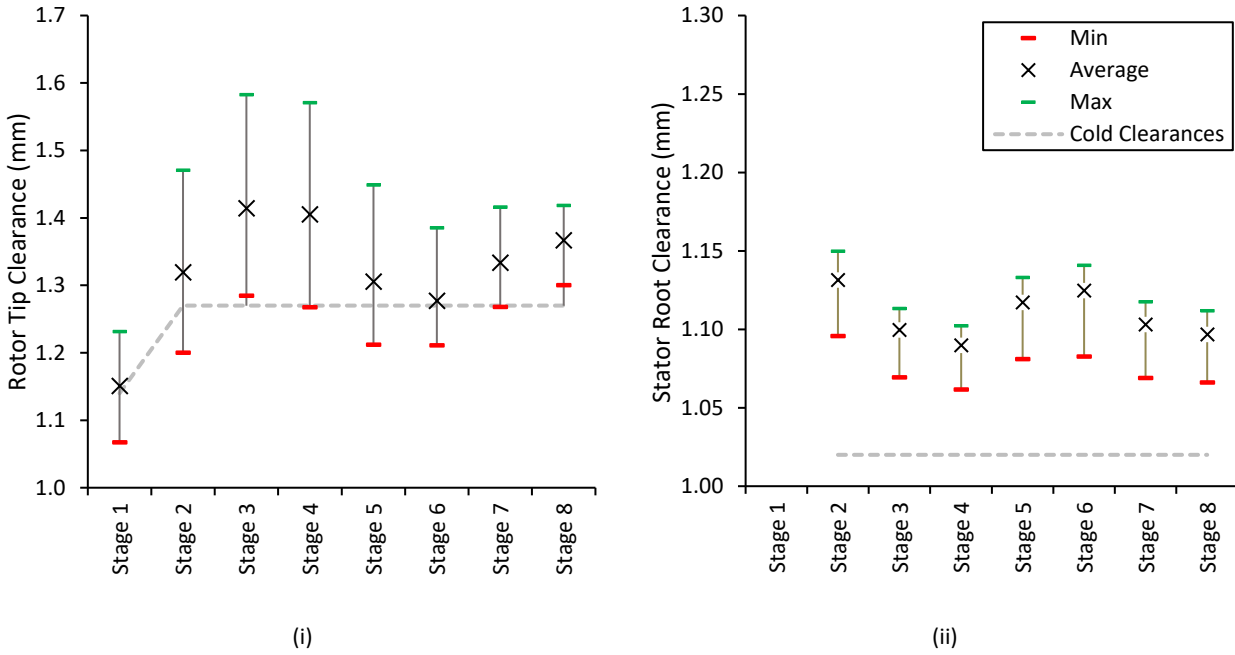 Rotor Tip Clearance (mm)
1.7
1.6
1.5
1.4
1.3
1.2
1.1
1.0
Stage 1
Stage 2
Stage 3
Stage 4
Stage 5
Stage 6
Stage 7
Stage 8
(i)
Stator Root Clearance (mm)
1.30
1.25
1.20
1.15
1.10
1.05
1.00
Min
Average
Max
Cold Clearances
Stage 1
Stage 2
Stage 3
Stage 4
Stage 5
Stage 6
Stage 7
Stage 8
(ii)